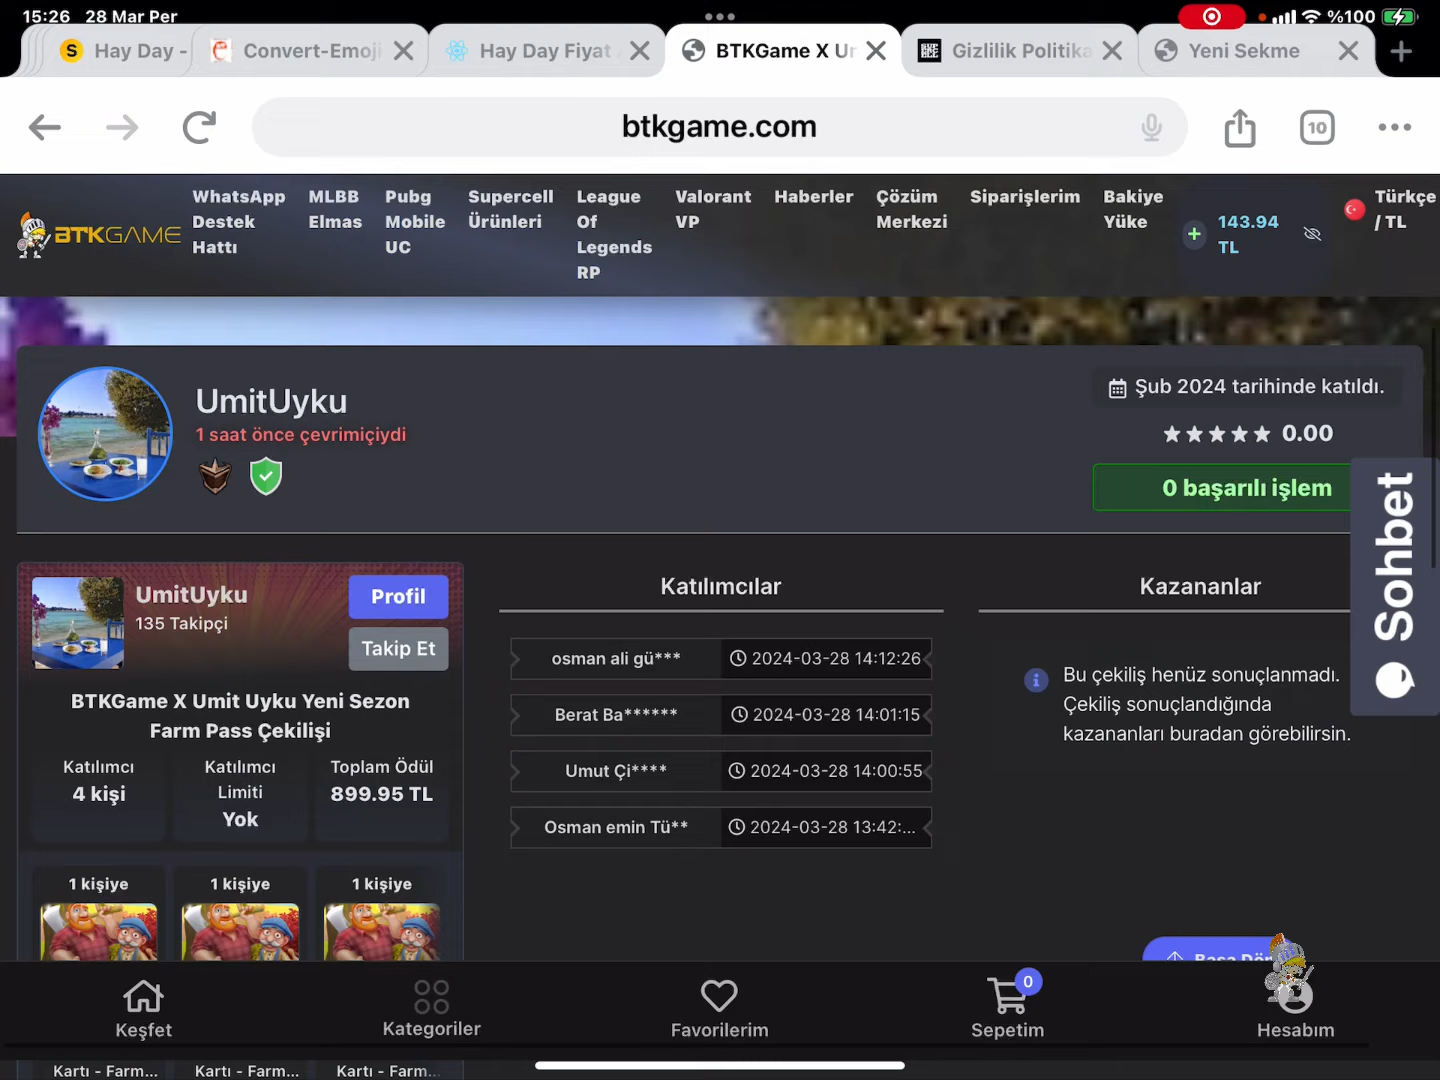 15:26 28 Mar Per
%100
Hay Day -
Convert-Emoji
Hay Day Fiyat
BTKGame X Um
Gizlilik Politika
Yeni Sekme
btkgame.com
10
BTKGAME
WhatsApp
Destek
Hattı
MLBB
Elmas
Pubg
Mobile
UC
Supercell
Ürünleri
League
Of
Legends
RP
Valorant
VP
Haberler
Çözüm
Merkezi
Siparişlerim
Bakiye
Yüke
+ 143.94
TL
Türkçe
/ TL
UmitUyku
1 saat önce çevrimiçiydi
Şub 2024 tarihinde katıldı.
0.00
0 başarılı işlem
Sohbet
UmitUyku
135 Takipçi
Profil
Takip Et
BTKGame X Umit Uyku Yeni Sezon
Farm Pass Çekilişi
Katılımcı
4 kişi
Katılımcı
Limiti
Yok
Toplam Ödül
899.95 TL
1 kişiye
1 kişiye
1 kişiye
Katılımcılar
osman ali gü*** 2024-03-28 14:12:26
Berat Ba****** 2024-03-28 14:01:15
Umut Çi**** 2024-03-28 14:00:55
Osman emin Tü** 2024-03-28 13:42:...
Kazananlar
Bu çekiliş henüz sonuçlanmadı.
Çekiliş sonuçlandığında
kazananları buradan görebilirsin.
Başa Dön
Keşfet
Kategoriler
Favorilerim
0
Sepetim
Hesabım
Kartı - Farm...
Kartı - Farm...
Kartı - Farm...